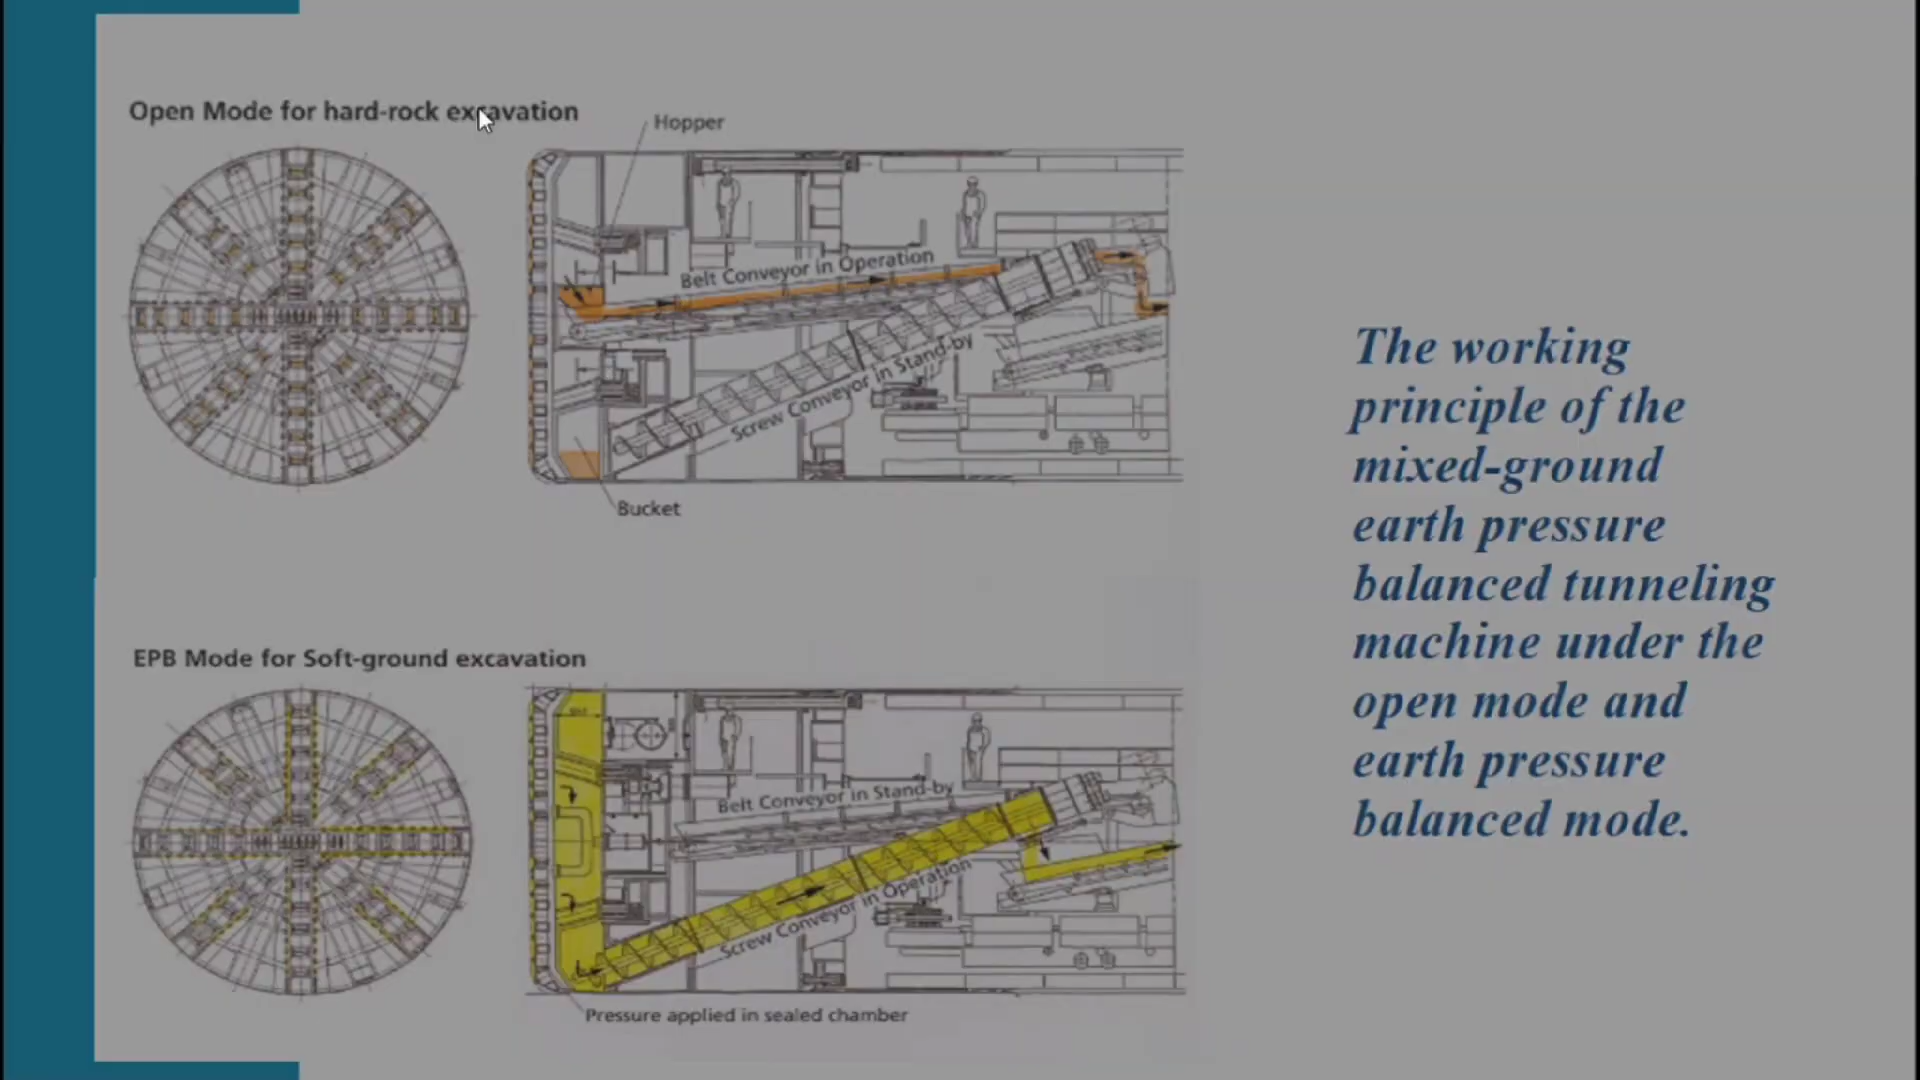 Open Mode for hard-rock excavation
Hopper
Belt Conveyor in Operation
Screw Conveyor in Stand-by
Bucket
EPB Mode for Soft-ground excavation
Belt Conveyor in Stand-by
Screw Conveyor in Operation
Pressure applied in sealed chamber
The working
principle of the
mixed-ground
earth pressure
balanced tunneling
machine under the
open mode and
earth pressure
balanced mode.